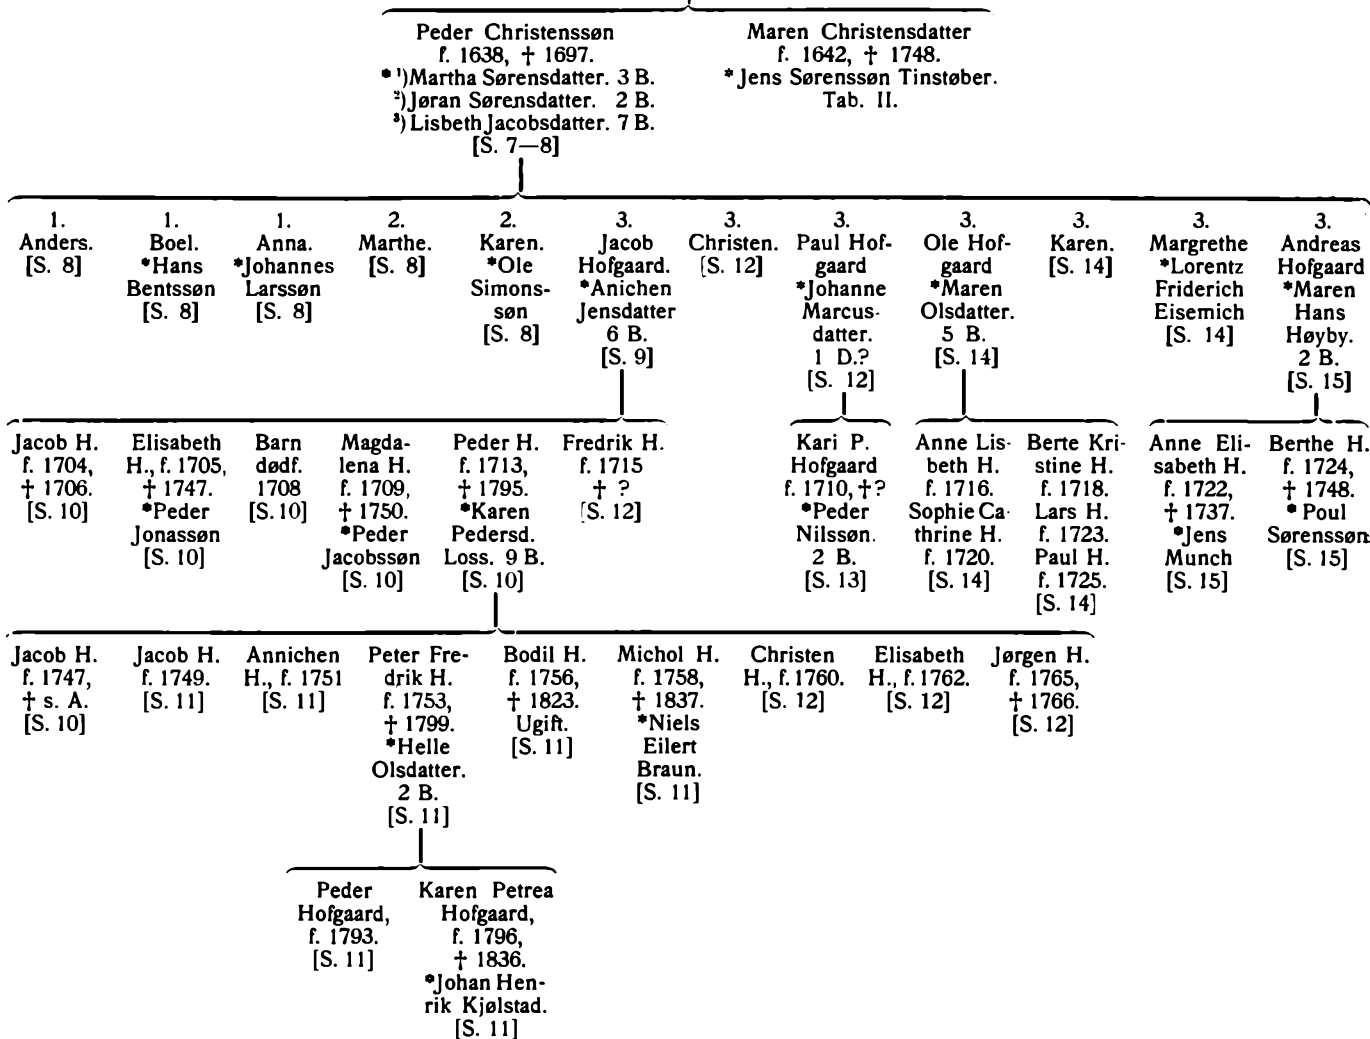 Peder Christenssøn
f. 1638, † 1697.
*¹) Martha Sørensdatter. 3 B.
²) Jøran Sørensdatter. 2 B.
³) Lisbeth Jacobsdatter. 7 B.
[S. 7—8]
Maren Christensdatter
f. 1642, † 1748.
*Jens Sørenssøn Tinstøber.
Tab. II.
1.
Anders.
[S. 8]
1.
Boel.
*Hans
Bentssøn
[S. 8]
1.
Anna.
*Johannes
Larssøn
[S. 8]
2.
Marthe.
[S. 8]
2.
Karen.
*Ole
Simons-
søn
[S. 8]
3.
Jacob
Hofgaard.
*Anichen
Jensdatter
6 B.
[S. 9]
3.
Christen.
[S. 12]
3.
Paul Hof-
gaard
*Johanne
Marcus-
datter.
1 D.?
[S. 12]
3.
Ole Hof-
gaard
*Maren
Olsdatter.
5 B.
[S. 14]
3.
Karen.
[S. 14]
3.
Margrethe
*Lorentz
Friderich
Eisemich
[S. 14]
3.
Andreas
Hofgaard
*Maren
Hans
Høyby.
2 B.
[S. 15]
Jacob H.
f. 1704,
† 1706.
[S. 10]
Elisabeth
H., f. 1705,
† 1747.
*Peder
Jonassøn
[S. 10]
Barn
dødf.
1708
[S. 10]
Magda-
lena H.
f. 1709,
† 1750.
*Peder
Jacobssøn
[S. 10]
Peder H.
f. 1713,
† 1795.
*Karen
Pedersd.
Loss. 9 B.
[S. 10]
Fredrik H.
f. 1715
† ?
[S. 12]
Kari P.
Hofgaard
f. 1710, †?
*Peder
Nilssøn.
2 B.
[S. 13]
Anne Lis-
beth H.
f. 1716.
Sophie Ca-
thrine H.
f. 1720.
[S. 14]
Berte Kri-
stine H.
f. 1718.
Lars H.
f. 1723.
Paul H.
f. 1725.
[S. 14]
Anne Eli-
sabeth H.
f. 1722,
† 1737.
*Jens
Munch
[S. 15]
Berthe H.
f. 1724,
† 1748.
* Poul
Sørenssøn
[S. 15]
Jacob H.
f. 1747,
† s. A.
[S. 10]
Jacob H.
f. 1749.
[S. 11]
Annichen
H., f. 1751
[S. 11]
Peter Fre-
drik H.
f. 1753,
† 1799.
*Helle
Olsdatter.
2 B.
[S. 11]
Bodil H.
f. 1756,
† 1823.
Ugift.
[S. 11]
Michol H.
f. 1758,
† 1837.
*Niels
Eilert
Braun.
[S. 11]
Christen
H., f. 1760.
[S. 12]
Elisabeth
H., f. 1762.
[S. 12]
Jørgen H.
f. 1765,
† 1766.
[S. 12]
Peder
Hofgaard,
f. 1793.
[S. 11]
Karen Petrea
Hofgaard,
f. 1796,
† 1836.
*Johan Hen-
rik Kjølstad.
[S. 11]